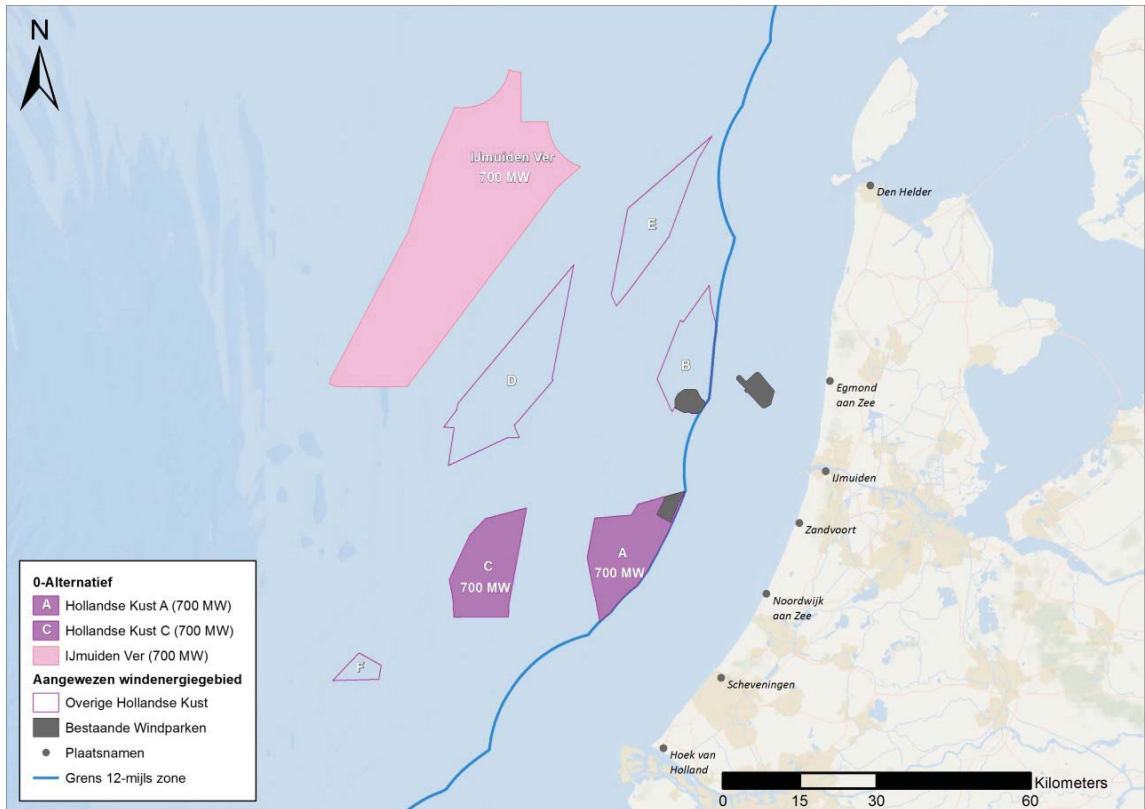 N
IJmuiden Ver
700 MW
Den Helder
E
B
D
Egmond
aan Zee
IJmuiden
Zandvoort
A
700 MW
C
700 MW
Noordwijk
aan Zee
F
Scheveningen
Hoek van
Holland
0-Alternatief
A Hollandse Kust A (700 MW)
C Hollandse Kust C (700 MW)
IJmuiden Ver (700 MW)
Aangewezen windenergiegebied
Overige Hollandse Kust
Bestaande Windparken
Plaatsnamen
Grens 12-mijls zone
Kilometers
0 15 30 60